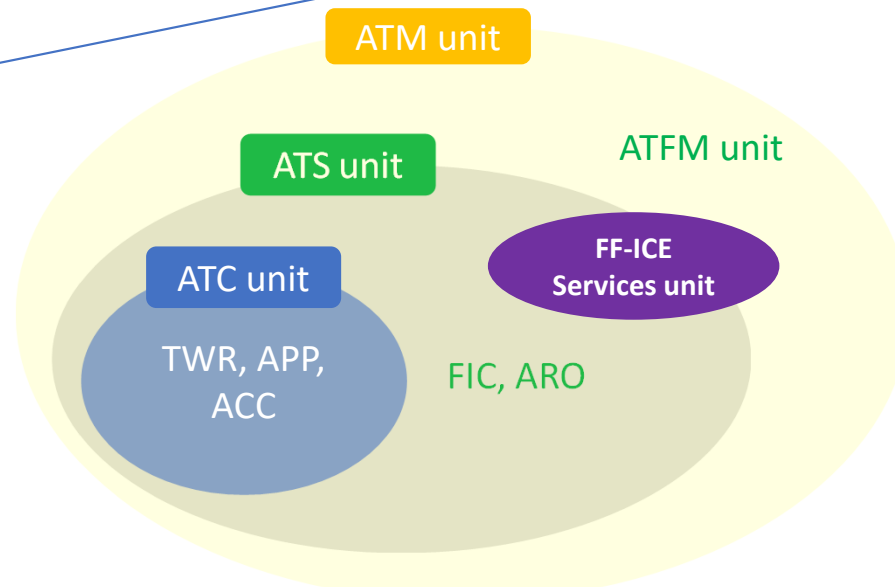 ATM unit
ATFM unit
ATS unit
FF-ICE
Services unit
ATC unit
TWR, APP,
ACC
FIC, ARO